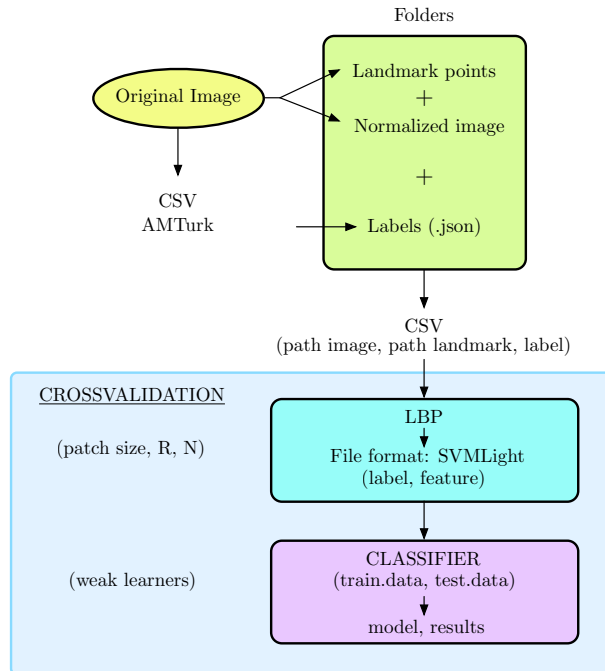 Folders
Original Image
Landmark points
+
Normalized image
+
CSV
AMTurk
Labels (.json)
CSV
(path image, path landmark, label)
CROSSVALIDATION
LBP
(patch size, R, N)
File format: SVMLight
(label, feature)
CLASSIFIER
(weak learners)
(train.data, test.data)
model, results